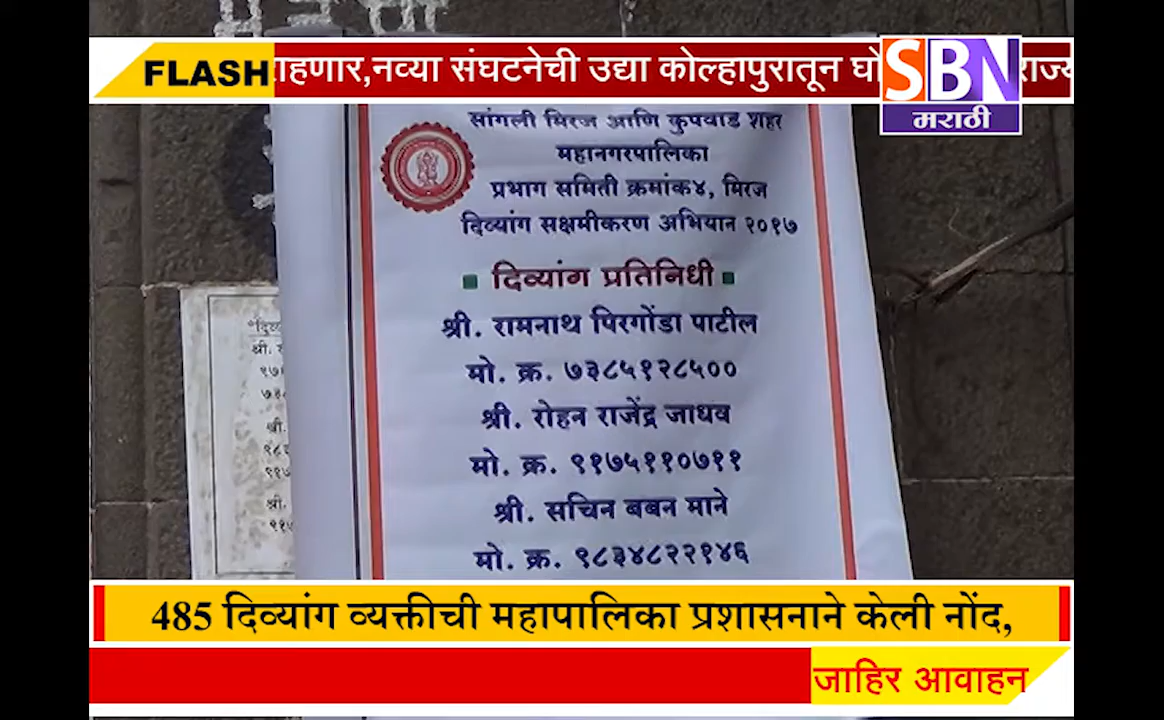 FLASH
राहणार,नव्या संघटनेची उद्या कोल्हापुरातून
SBN
मराठी
सांगली मिरज आणि कुपवाड शहर
महानगरपालिका
प्रभाग समिती क्रमांक४, मिरज
दिव्यांग सक्षमीकरण अभियान २०१७
दिव्यांग प्रतिनिधी
श्री. रामनाथ पिरगोंडा पाटील
मो. क्र. ७३८५१२८५००
श्री. रोहन राजेंद्र जाधव
मो. क्र. ९१७५११०७११
श्री. सचिन बबन माने
मो. क्र. ९८३४८२२१४६
485 दिव्यांग व्यक्तीची महापालिका प्रशासनाने केली नोंद,
जाहिर आवाहन